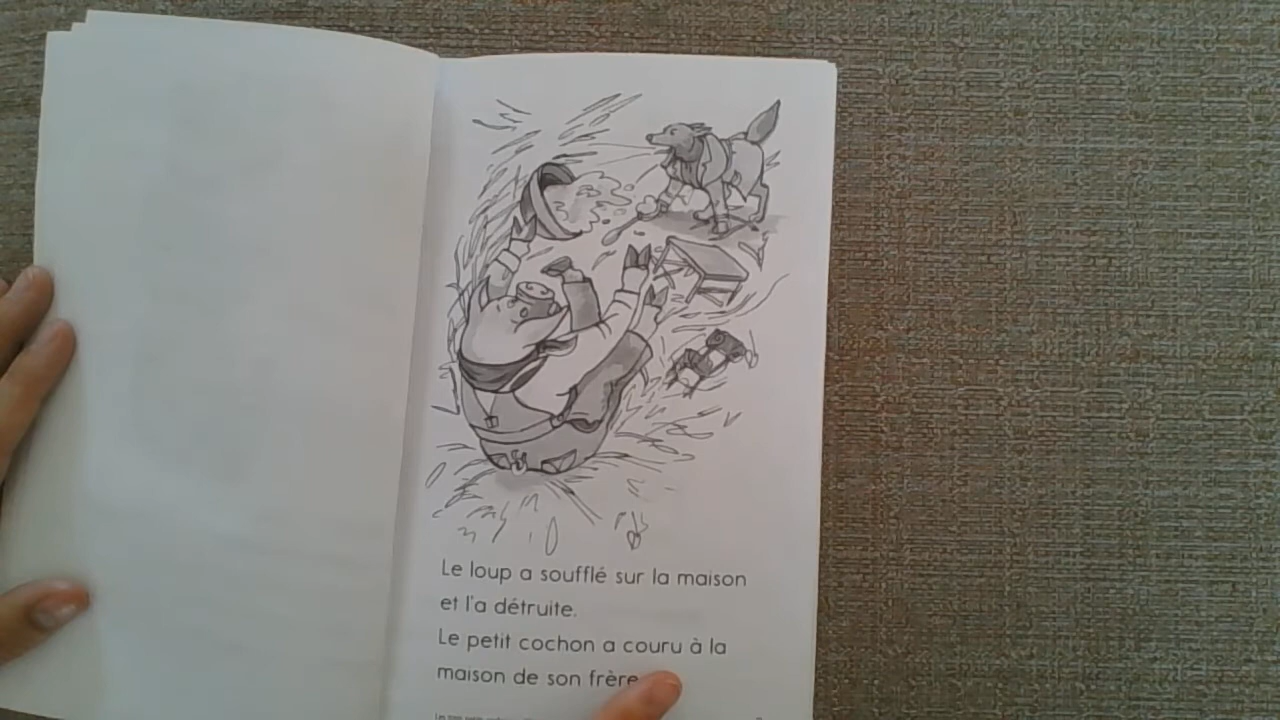 Le loup a soufflé sur la maison
et l'a détruite.
Le petit cochon a couru à la
maison de son frère